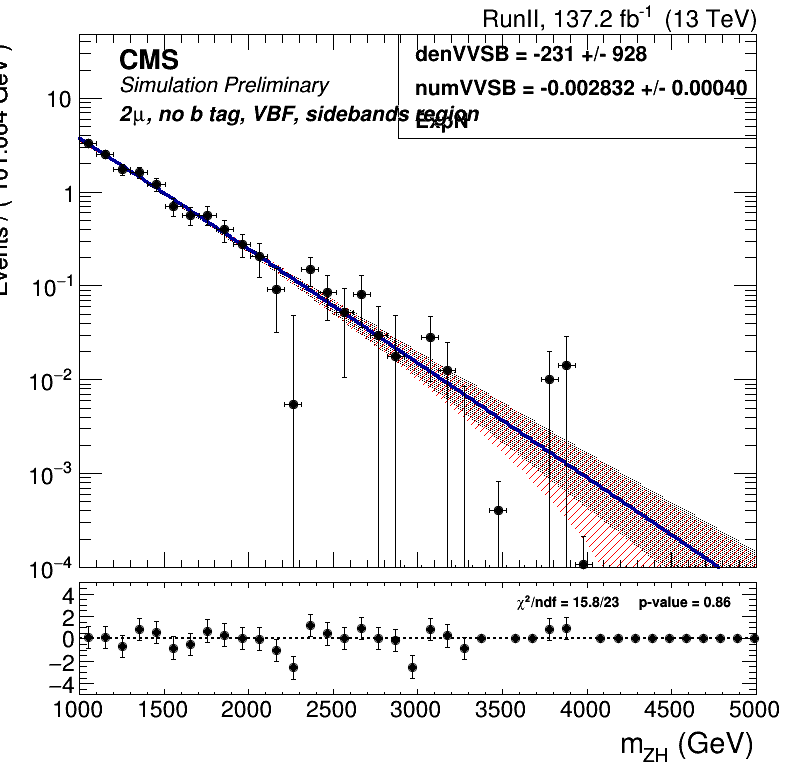 RunII, 137.2 fb⁻¹ (13 TeV)
CMS
Simulation Preliminary
2μ, no b tag, VBF, sidebands region
denVVSB = -231 +/- 928
numVVSB = -0.002832 +/- 0.00040
ExpN
10
1
10⁻¹
10⁻²
10⁻³
10⁻⁴
χ²/ndf = 15.8/23 p-value = 0.86
4
2
0
−2
−4
1000 1500 2000 2500 3000 3500 4000 4500 5000
m_ZH (GeV)